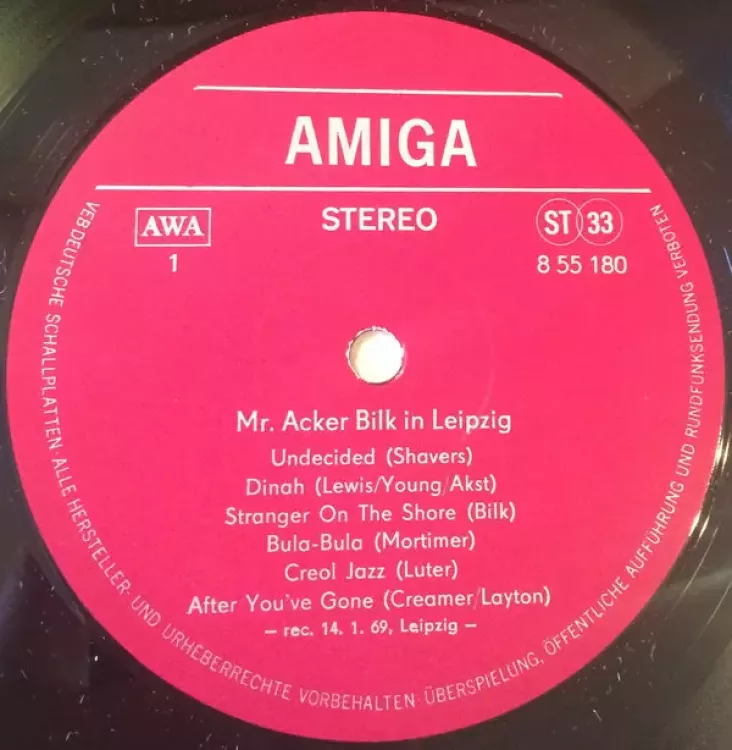 AMIGA
AWA
STEREO
ST 33
1
8 55 180
Mr. Acker Bilk in Leipzig
Undecided (Shavers)
Dinah (Lewis/Young/Akst)
Stranger On The Shore (Bilk)
Bula-Bula (Mortimer)
Creol Jazz (Luter)
After You've Gone (Creamer/Layton)
– rec. 14. 1. 69, Leipzig –
VEB DEUTSCHE SCHALLPLATTEN · ALLE HERSTELLER- UND URHEBERRECHTE VORBEHALTEN · ÜBERSPIELUNG, ÖFFENTLICHE AUFFÜHRUNG UND RUNDFUNKSENDUNG VERBOTEN